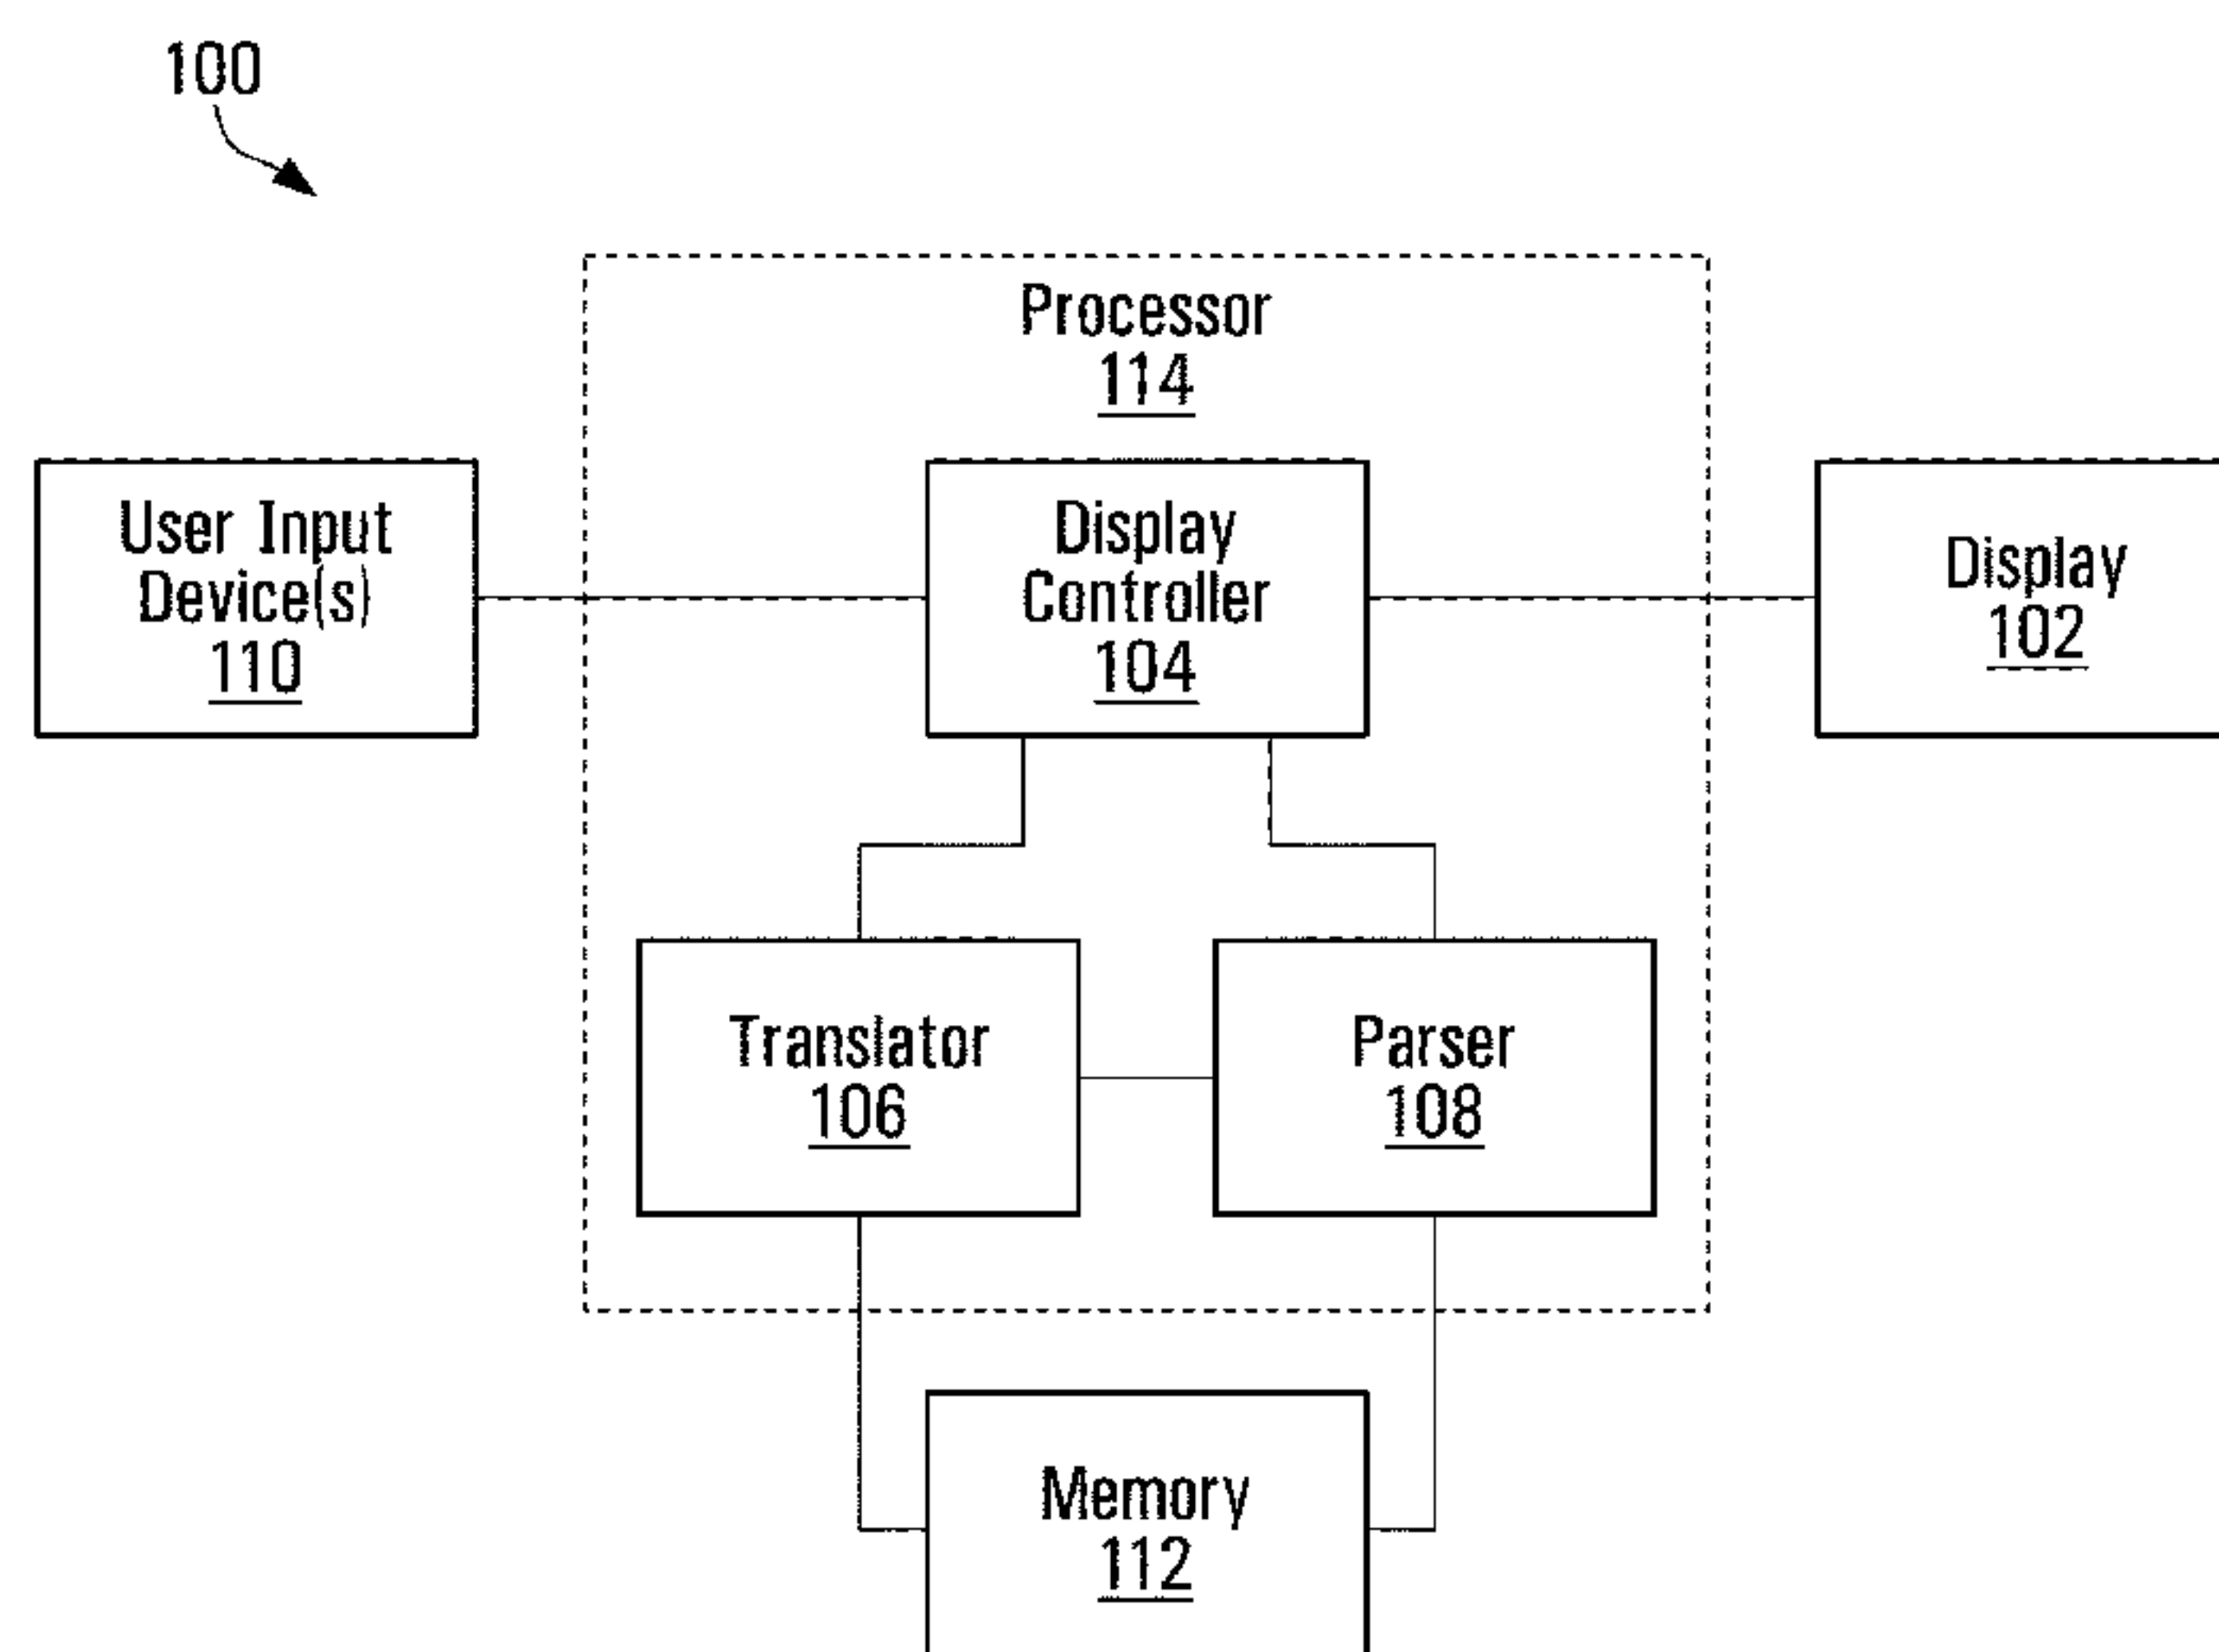 100
Processor
114
User Input
Device(s)
110
Display
Controller
104
Display
102
Translator
106
Parser
108
Memory
112